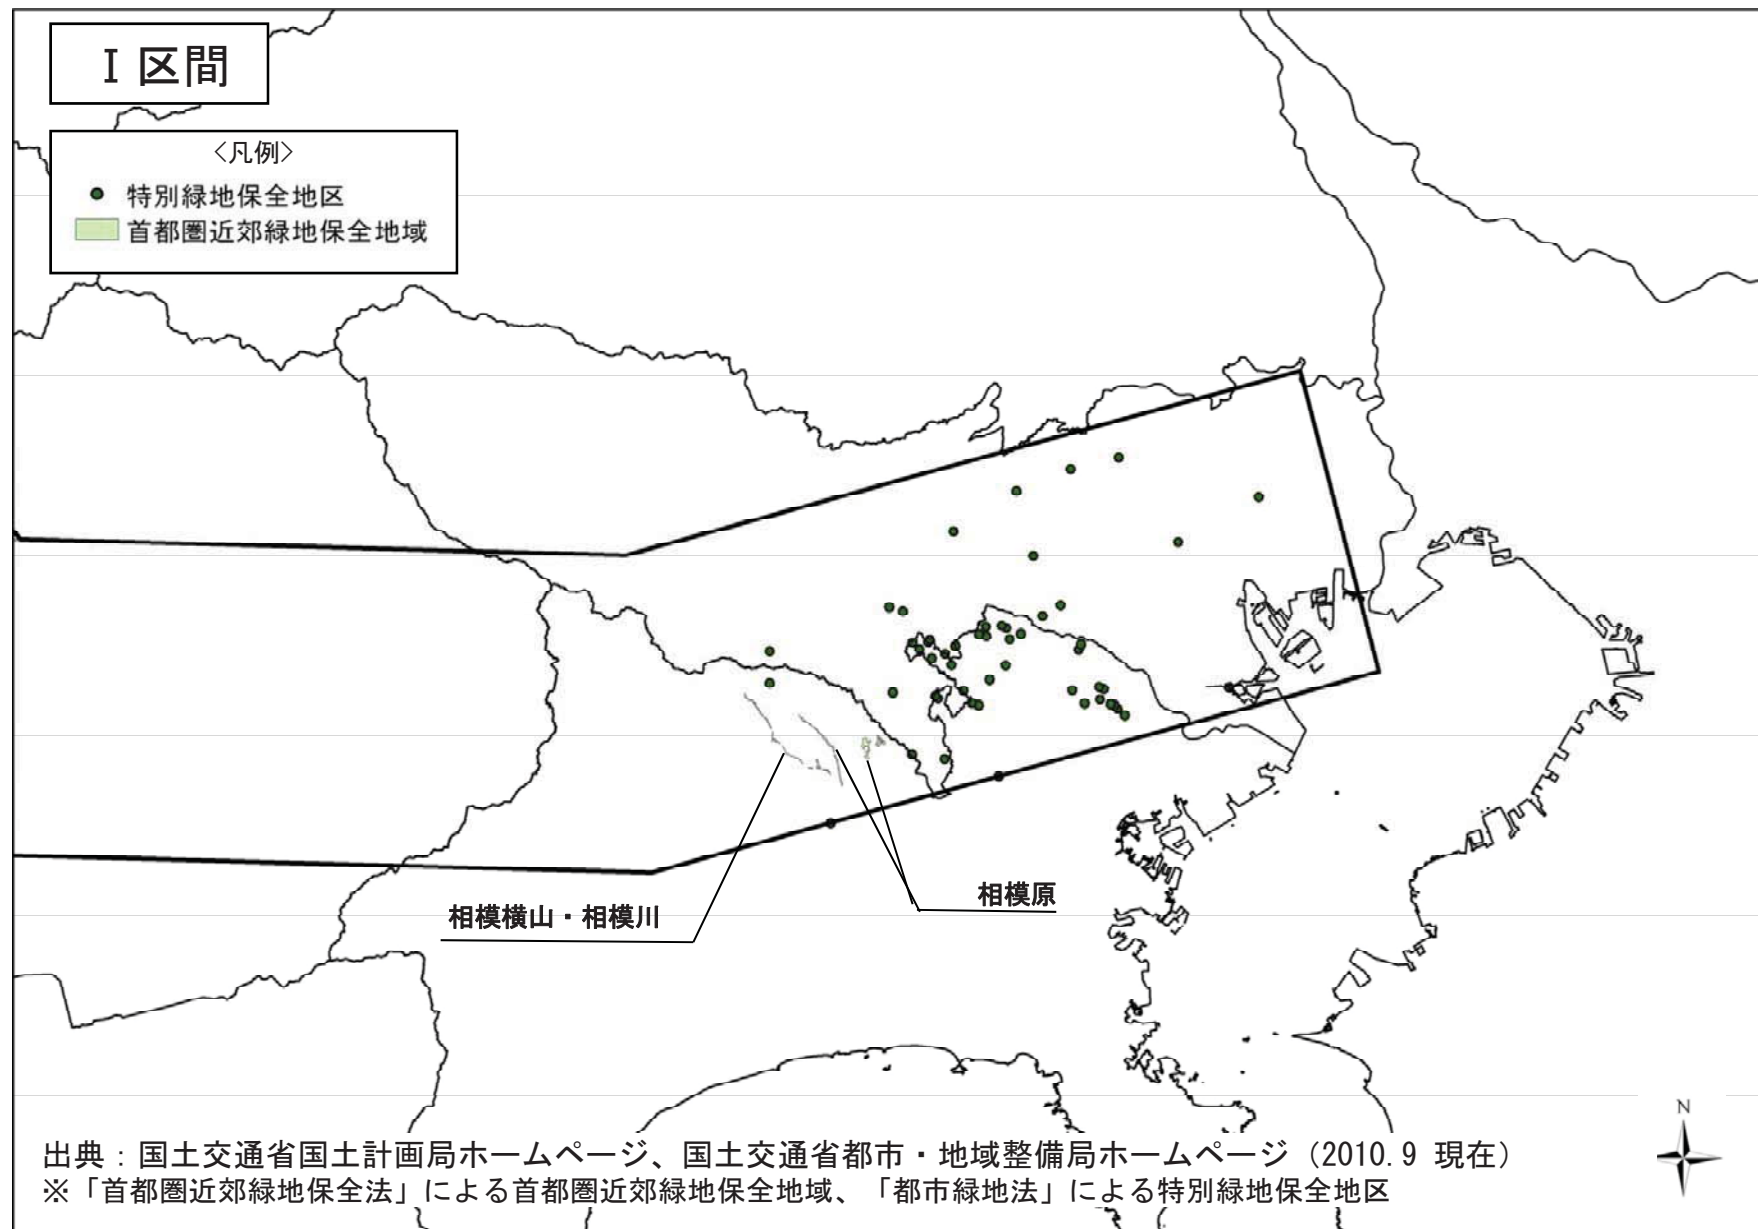 Ⅰ区間
〈凡例〉
特別緑地保全地区
首都圏近郊緑地保全地域
相模原
相模横山・相模川
N
出典：国土交通省国土計画局ホームページ、国土交通省都市・地域整備局ホームページ（2010.9 現在）
※「首都圏近郊緑地保全法」による首都圏近郊緑地保全地域、「都市緑地法」による特別緑地保全地区